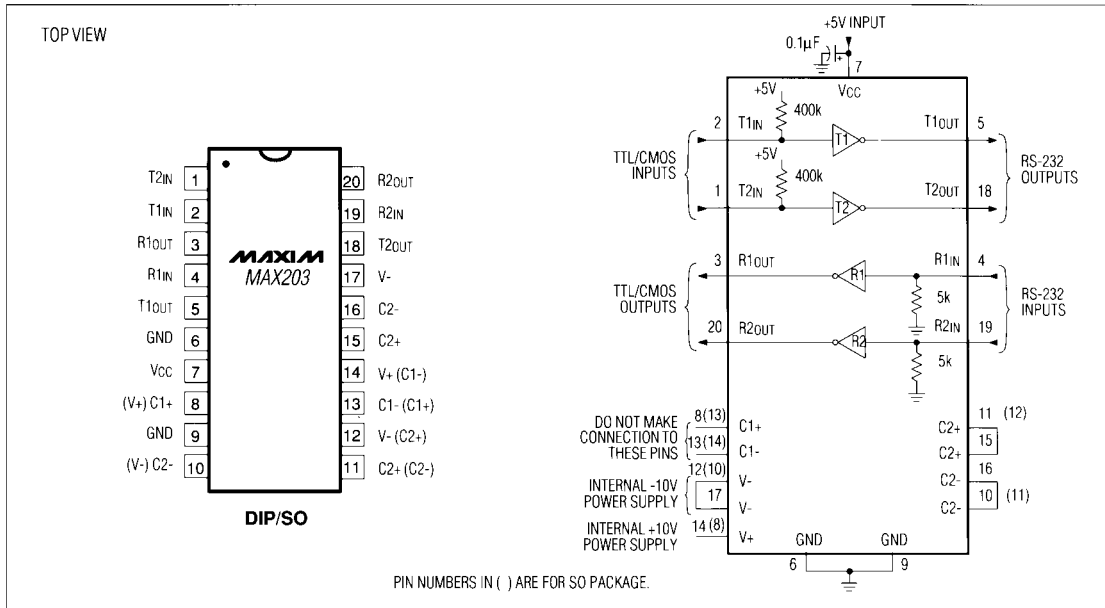 TOP VIEW
T2IN 1
T1IN 2
R1OUT 3
R1IN 4
T1OUT 5
GND 6
VCC 7
(V+) C1+ 8
GND 9
(V-) C2- 10
MAXIM
MAX203
20 R2OUT
19 R2IN
18 T2OUT
17 V-
16 C2-
15 C2+
14 V+ (C1-)
13 C1- (C1+)
12 V- (C2+)
11 C2+ (C2-)
DIP/SO
+5V INPUT
0.1µF
+
7
VCC
+5V
400k
2 T1IN T1 T1OUT 5
+5V
400k
1 T2IN T2 T2OUT 18
TTL/CMOS
INPUTS
RS-232
OUTPUTS
3 R1OUT R1 R1IN 4
5k
20 R2OUT R2 R2IN 19
5k
TTL/CMOS
OUTPUTS
RS-232
INPUTS
DO NOT MAKE
CONNECTION TO
THESE PINS
8(13) C1+
13(14) C1-
INTERNAL -10V
POWER SUPPLY
12(10) V-
17 V-
INTERNAL +10V
POWER SUPPLY
14(8) V+
C2+ 11 (12)
C2+ 15
C2- 16
C2- 10 (11)
GND GND
6 9
PIN NUMBERS IN ( ) ARE FOR SO PACKAGE.